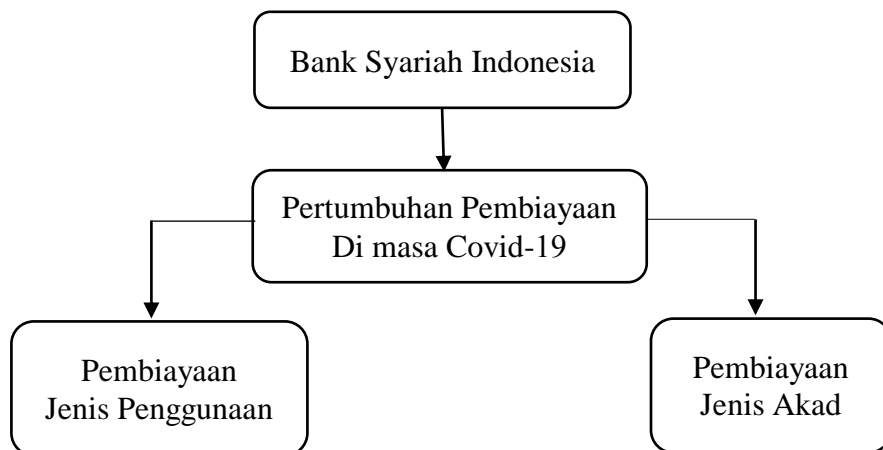 Bank Syariah Indonesia
Pertumbuhan Pembiayaan
Di masa Covid-19
Pembiayaan
Jenis Penggunaan
Pembiayaan
Jenis Akad